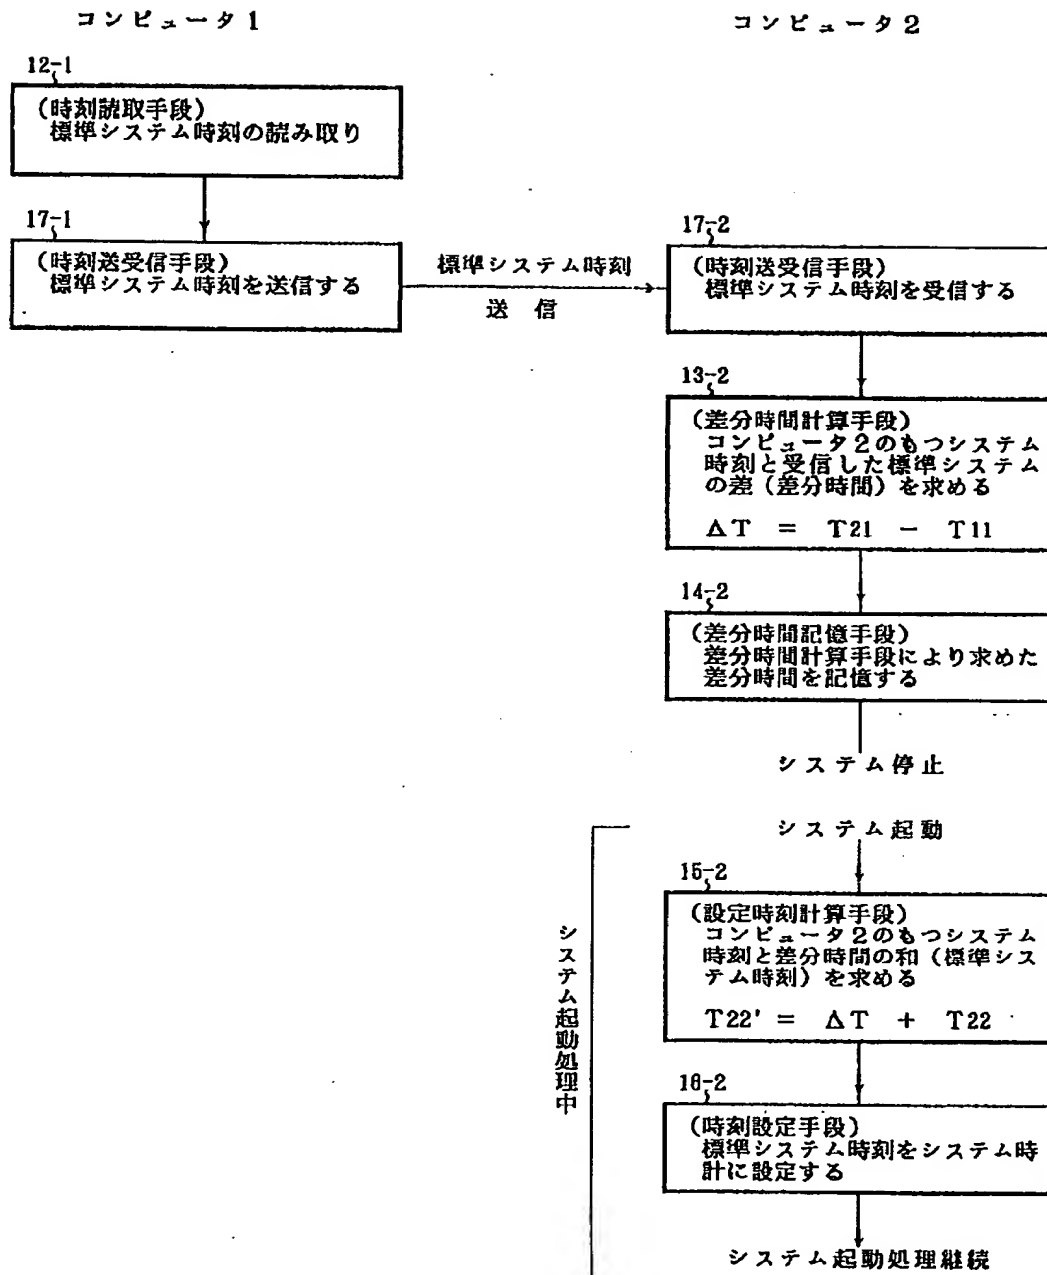 コンピュータ1
コンピュータ2
12-1
(時刻読取手段)
標準システム時刻の読み取り
17-1
(時刻送受信手段)
標準システム時刻を送信する
標準システム時刻
送 信
17-2
(時刻送受信手段)
標準システム時刻を受信する
13-2
(差分時間計算手段)
コンピュータ2のもつシステム
時刻と受信した標準システム
の差(差分時間)を求める
ΔT = T21 - T11
14-2
(差分時間記憶手段)
差分時間計算手段により求めた
差分時間を記憶する
システム停止
システム起動
システム起動処理中
15-2
(設定時刻計算手段)
コンピュータ2のもつシステム
時刻と差分時間の和(標準シス
テム時刻)を求める
T22' = ΔT + T22
16-2
(時刻設定手段)
標準システム時刻をシステム時
計に設定する
システム起動処理継続